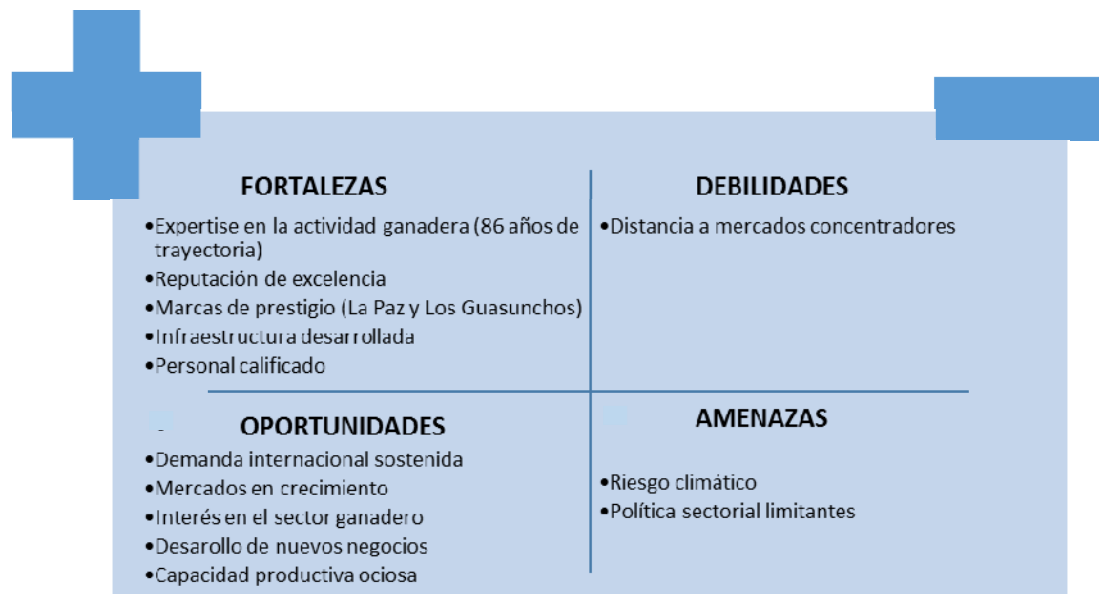 FORTALEZAS
•Expertise en la actividad ganadera (86 años de
trayectoria)
•Reputación de excelencia
•Marcas de prestigio (La Paz y Los Guasunchos)
•Infraestructura desarrollada
•Personal calificado
DEBILIDADES
•Distancia a mercados concentradores
OPORTUNIDADES
•Demanda internacional sostenida
•Mercados en crecimiento
•Interés en el sector ganadero
•Desarollo de nuevos negocios
•Capacidad productiva ociosa
AMENAZAS
•Riesgo climático
•Política sectorial limitantes